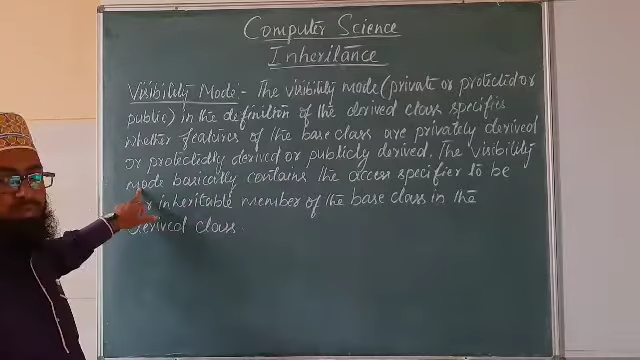 Computer Science
Inheritance
Visibility Mode:- The visibility mode (private or protected or
public) in the definition of the derived class specifies
whether features of the base class are privately derived
or protectedly derived or publicly derived. The visibility
mode basically contains the access specifier to be
inheritable member of the base class in the
derived class.